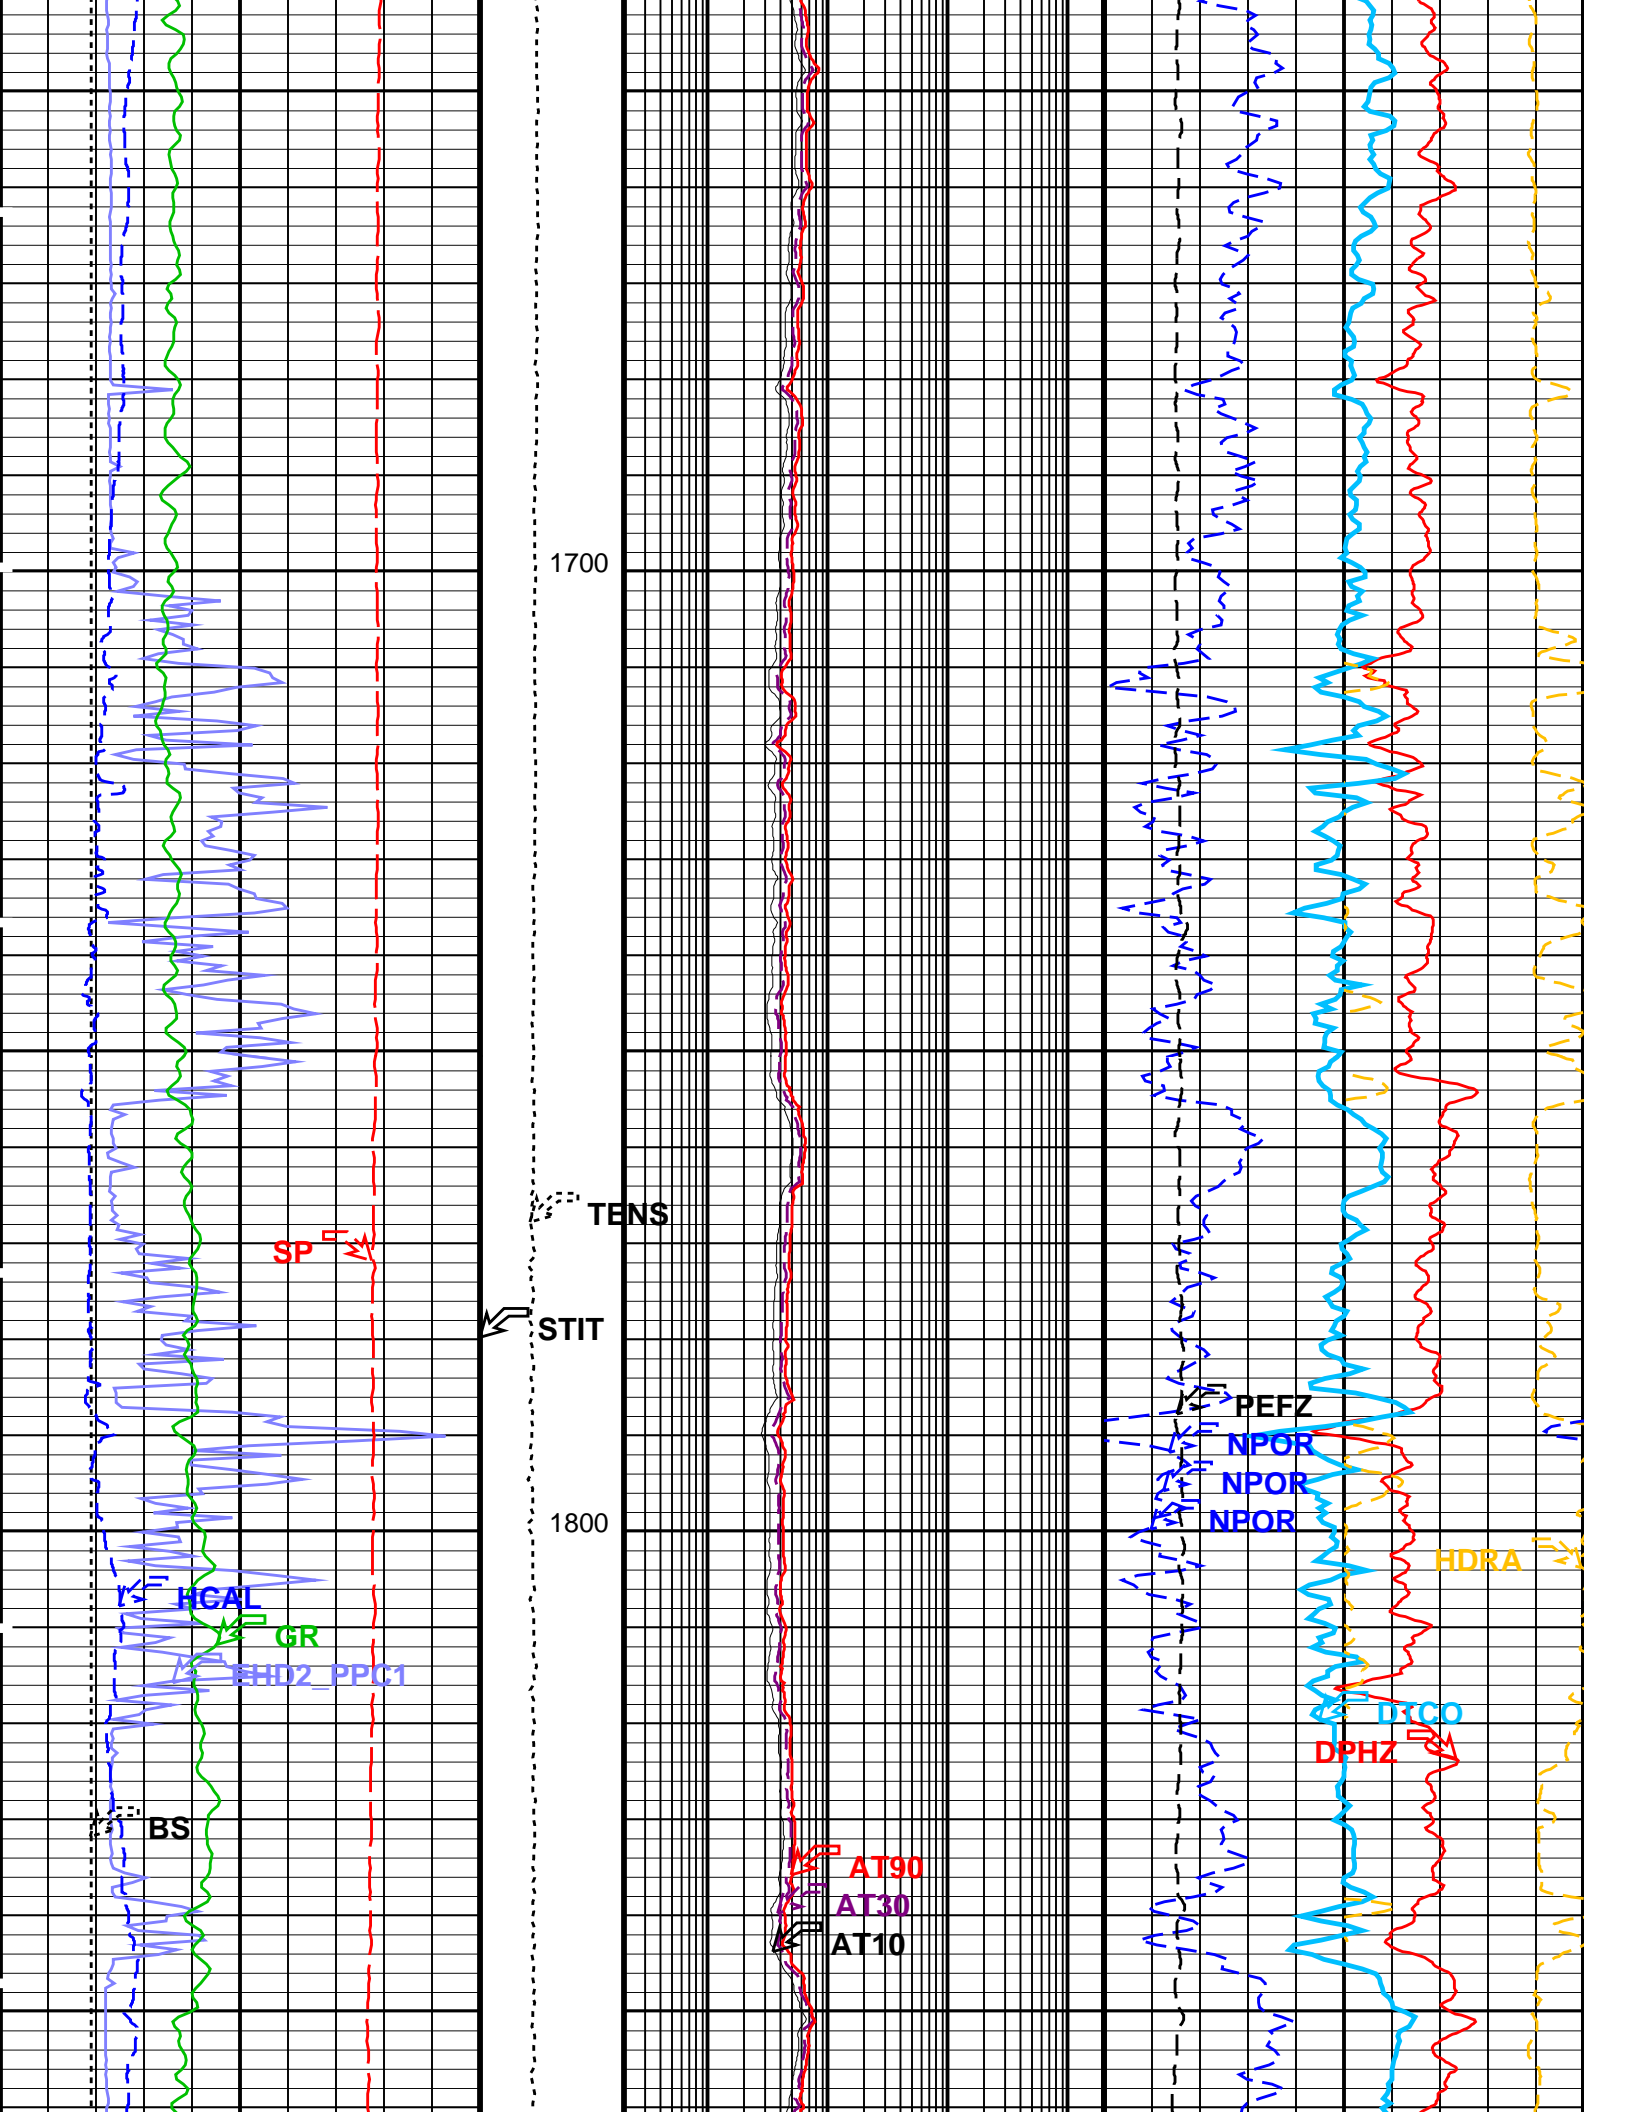 1700
TENS
SP
STIT
PEFZ
NPOR
NPOR
NPOR
1800
HDRA
HCAL
GR
EHD2_PPC1
DTCO
DPHZ
BS
AT90
AT30
AT10